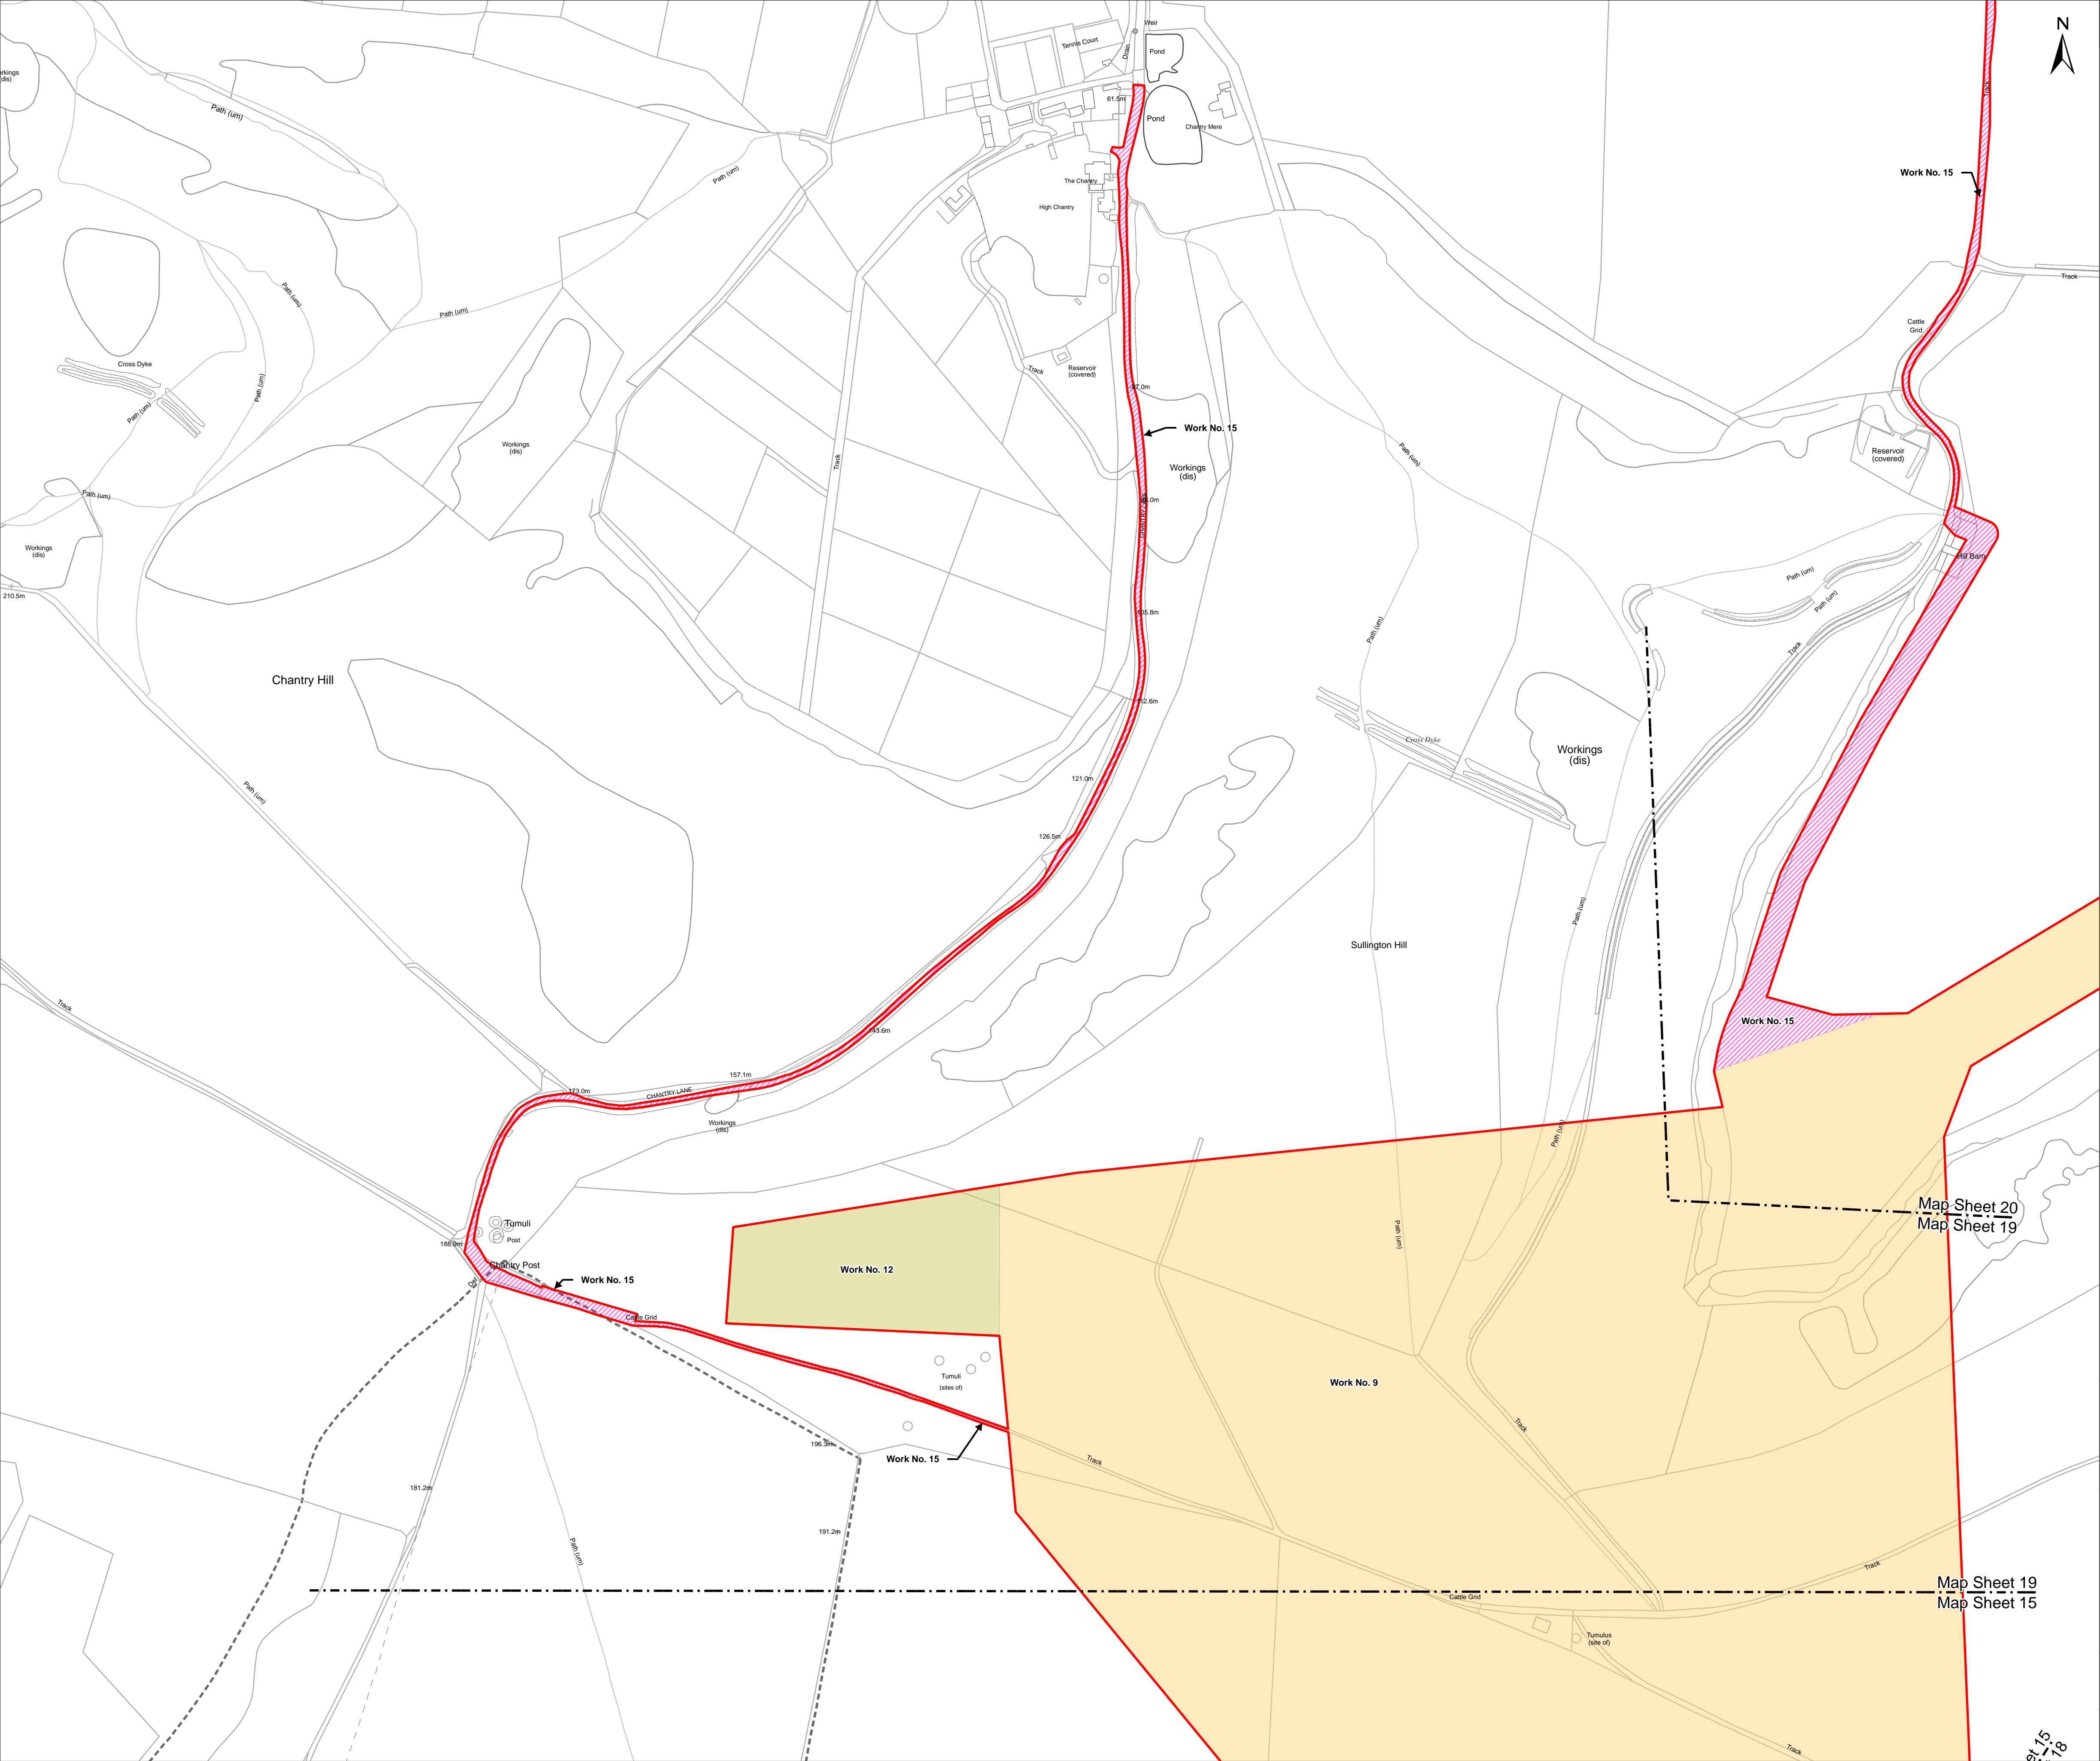 Weir
N
Tennis Court
Drain
Pond
Path (um)
61.5m
Track
Pond
Chantry Mere
Work No. 15
The Chantry
Path (um)
High Chantry
Track
Path (um)
Path (um)
Cattle
Grid
Cross Dyke
Reservoir
(covered)
Track
Path (um)
Path (um)
Work No. 15
Workings
(dis)
Path (um)
Reservoir
(covered)
Track
Workings
(dis)
Path (um)
Workings
(dis)
Hill Barn
Path (um)
210.5m
Path (um)
105.8m
Path (um)
Track
Chantry Hill
112.6m
Cross Dyke
Workings
(dis)
121.0m
Path (um)
126.5m
Path (um)
Sullington Hill
Track
Work No. 15
143.6m
157.1m
173.0m
CHANTRY LANE
Workings
(dis)
Path (um)
Map Sheet 20
Map Sheet 19
Tumuli
Post
188.9m
Path (um)
Chantry Post
Def
Work No. 12
Work No. 15
Cattle Grid
Tumuli
(sites of)
Work No. 9
Track
196.3m
Work No. 15
Track
181.2m
191.2m
Path (um)
Track
Map Sheet 19
Map Sheet 15
Cattle Grid
Tumulus
(site of)
Track